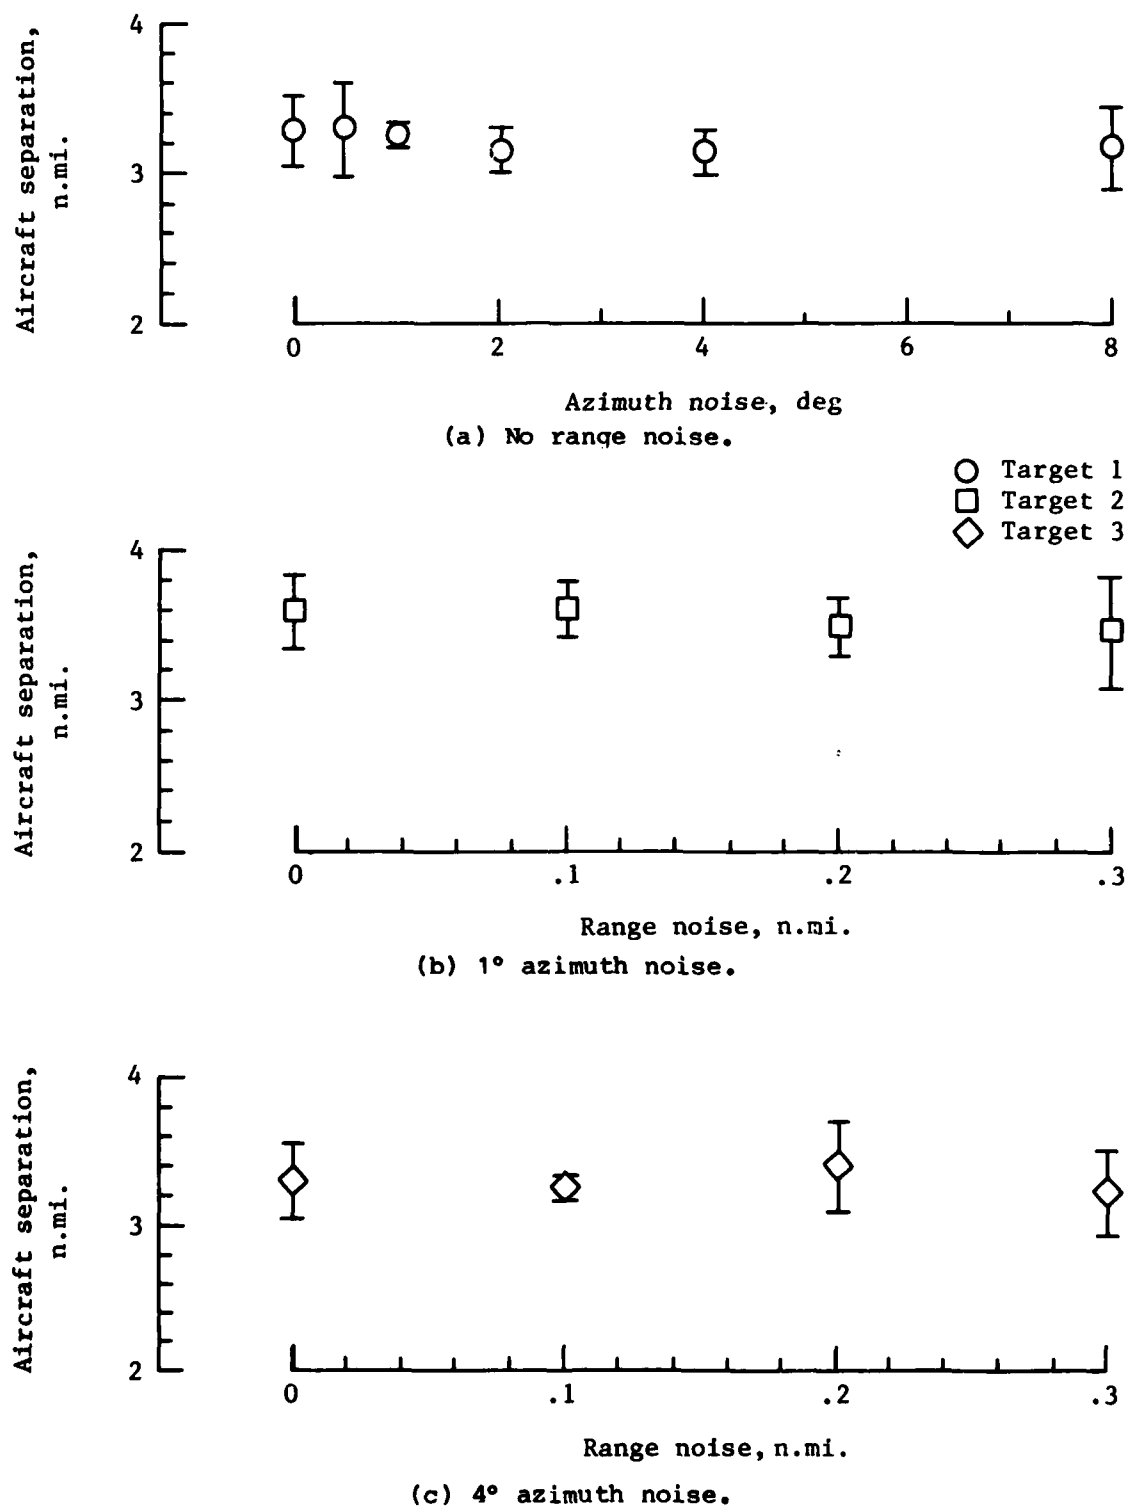 Aircraft separation,
n.mi.
4
3
2
0 2 4 6 8
Azimuth noise, deg
(a) No range noise.
Target 1
Target 2
Target 3
Aircraft separation,
n.mi.
4
3
2
0 .1 .2 .3
Range noise, n.mi.
(b) 1° azimuth noise.
Aircraft separation,
n.mi.
4
3
2
0 .1 .2 .3
Range noise, n.mi.
(c) 4° azimuth noise.